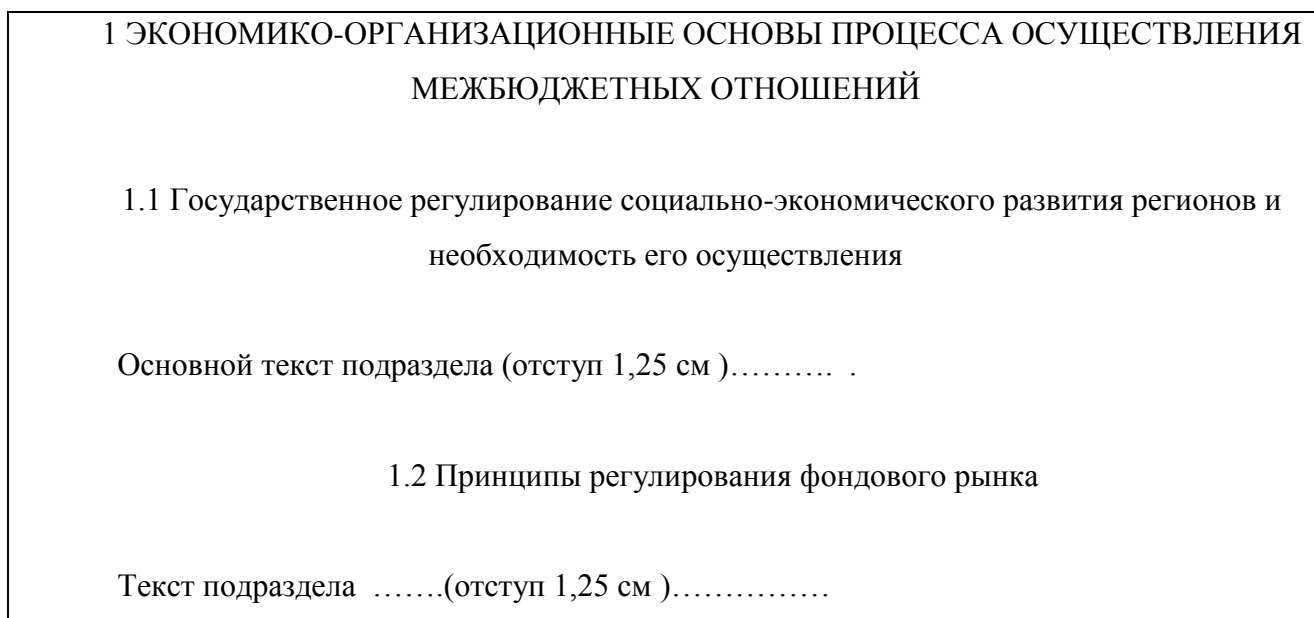 1 ЭКОНОМИКО-ОРГАНИЗАЦИОННЫЕ ОСНОВЫ ПРОЦЕССА ОСУЩЕСТВЛЕНИЯ
МЕЖБЮДЖЕТНЫХ ОТНОШЕНИЙ
1.1 Государственное регулирование социально-экономического развития регионов и
необходимость его осуществления
Основной текст подраздела (отступ 1,25 см )………. .
1.2 Принципы регулирования фондового рынка
Текст подраздела …….(отступ 1,25 см )……………